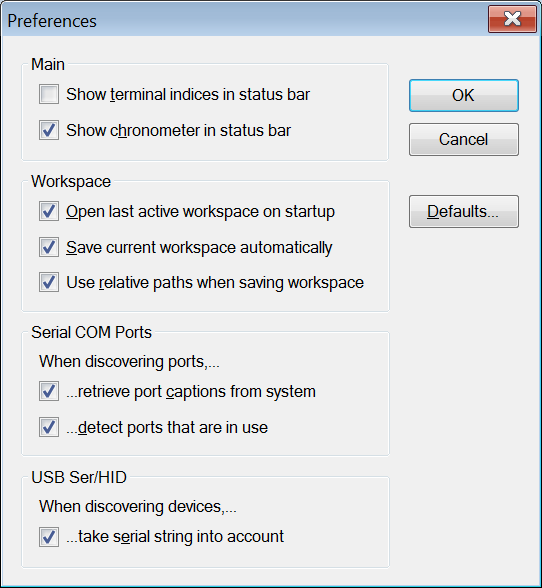 Preferences
Main
Show terminal indices in status bar
Show chronometer in status bar
OK
Cancel
Workspace
Open last active workspace on startup
Save current workspace automatically
Use relative paths when saving workspace
Defaults...
Serial COM Ports
When discovering ports,...
...retrieve port captions from system
...detect ports that are in use
USB Ser/HID
When discovering devices,...
...take serial string into account